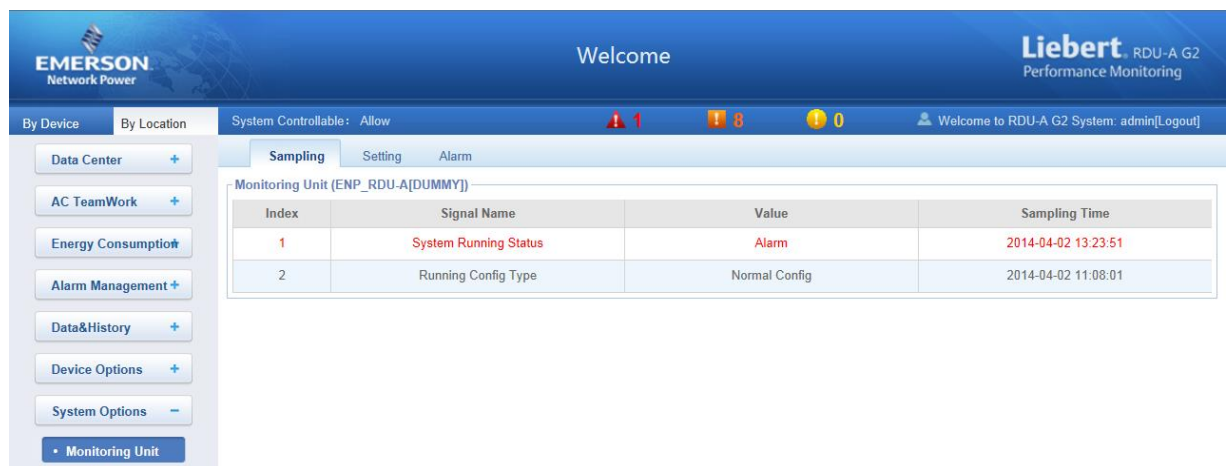 EMERSON
Network Power
Welcome
Liebert® RDU-A G2
Performance Monitoring
By Device By Location
System Controllable: Allow 1 8 0 Welcome to RDU-A G2 System: admin[Logout]
Data Center +
AC TeamWork +
Energy Consumption+
Alarm Management +
Data&History +
Device Options +
System Options −
• Monitoring Unit
Sampling Setting Alarm
Monitoring Unit (ENP_RDU-A[DUMMY])
Index Signal Name Value Sampling Time
1 System Running Status Alarm 2014-04-02 13:23:51
2 Running Config Type Normal Config 2014-04-02 11:08:01